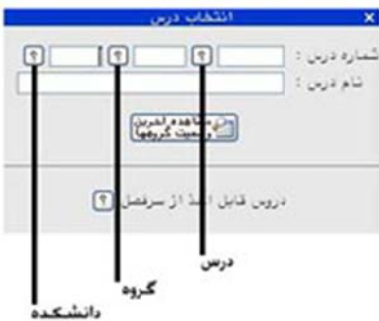 انتخاب درس ×
شماره درس : ؟ ؟ ؟
نام درس :
مشاهده آخرین
وضعیت گروهها
دروس قابل اخذ از سرفصل ؟
درس
گروه
دانشکده